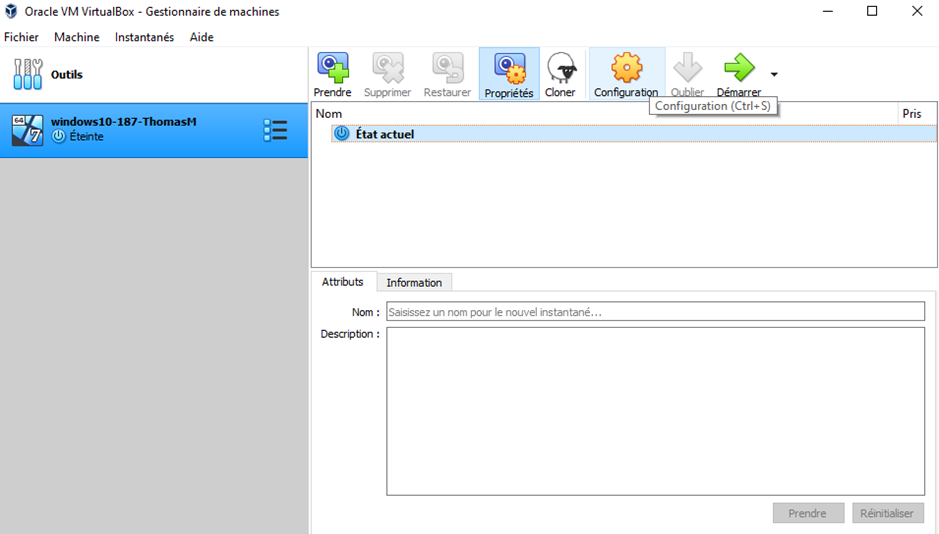 Oracle VM VirtualBox - Gestionnaire de machines
Fichier Machine Instantanés Aide
Outils
Prendre Supprimer Restaurer Propriétés Cloner Configuration Oublier Démarrer
Configuration (Ctrl+S)
64
7
windows10-187-ThomasM
Éteinte
Nom Pris
État actuel
Attributs Information
Nom : Saisissez un nom pour le nouvel instantané...
Description :
Prendre Réinitialiser